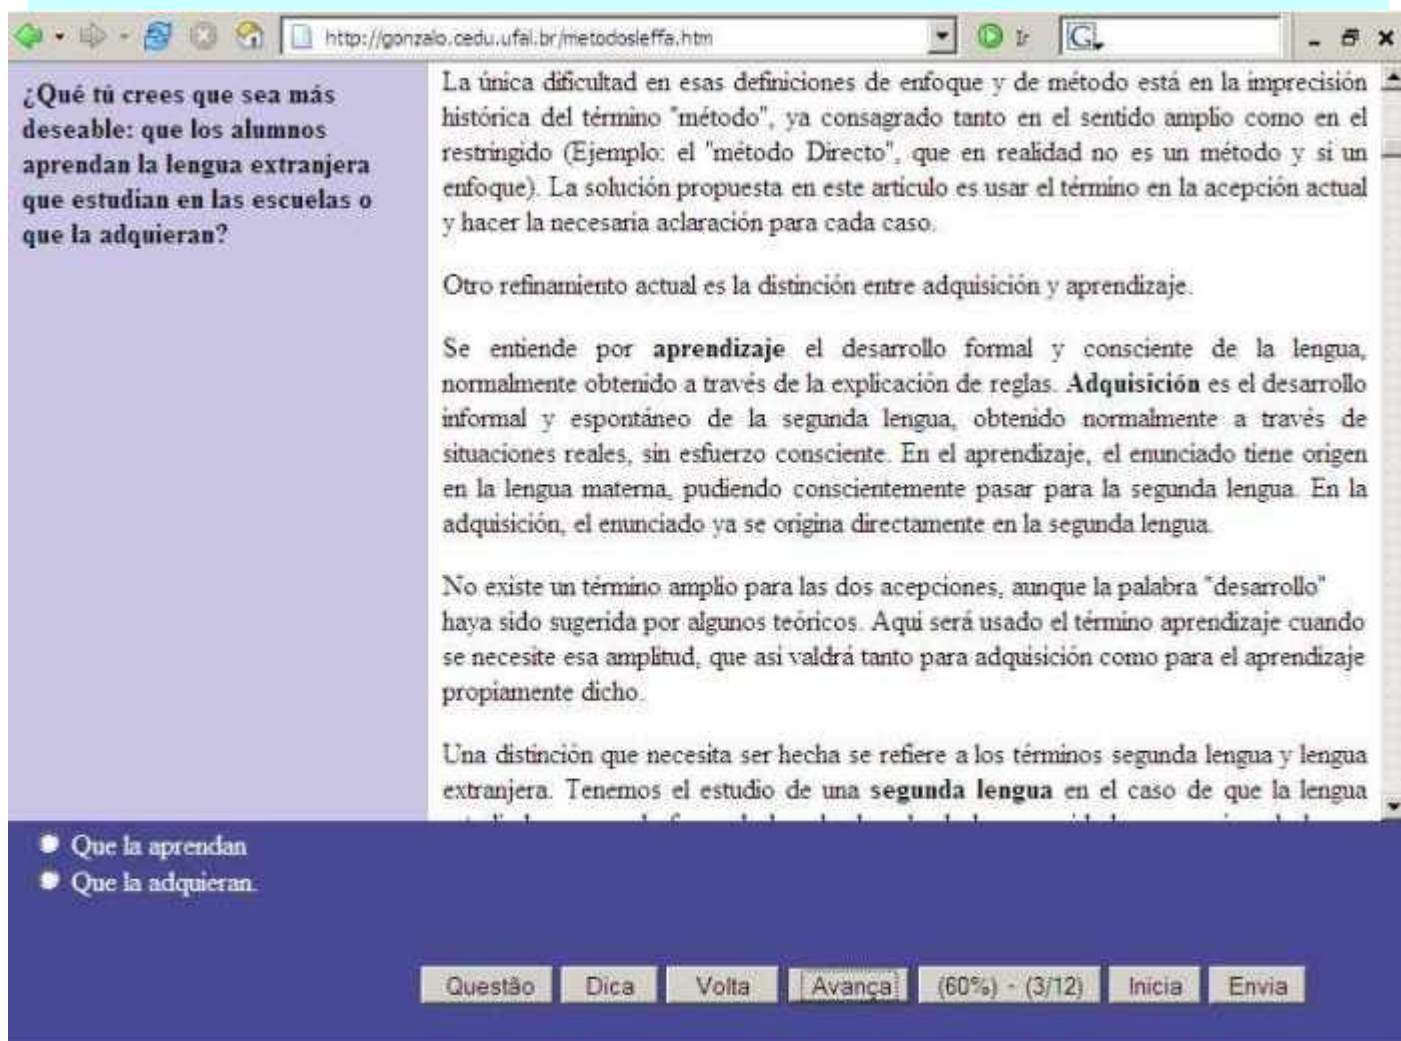 http://gonzalo.cedu.ufal.br/metodosleffa.htm
Ir
G
¿Qué tú crees que sea más
deseable: que los alumnos
aprendan la lengua extranjera
que estudian en las escuelas o
que la adquieran?
La única dificultad en esas definiciones de enfoque y de método está en la imprecisión
histórica del término "método", ya consagrado tanto en el sentido amplio como en el
restringido (Ejemplo: el "método Directo", que en realidad no es un método y sí un
enfoque). La solución propuesta en este artículo es usar el término en la acepción actual
y hacer la necesaria aclaración para cada caso.
Otro refinamiento actual es la distinción entre adquisición y aprendizaje.
Se entiende por aprendizaje el desarrollo formal y consciente de la lengua,
normalmente obtenido a través de la explicación de reglas. Adquisición es el desarrollo
informal y espontáneo de la segunda lengua, obtenido normalmente a través de
situaciones reales, sin esfuerzo consciente. En el aprendizaje, el enunciado tiene origen
en la lengua materna, pudiendo conscientemente pasar para la segunda lengua. En la
adquisición, el enunciado ya se origina directamente en la segunda lengua.
No existe un término amplio para las dos acepciones, aunque la palabra "desarrollo"
haya sido sugerida por algunos teóricos. Aquí será usado el término aprendizaje cuando
se necesite esa amplitud, que así valdrá tanto para adquisición como para el aprendizaje
propiamente dicho.
Una distinción que necesita ser hecha se refiere a los términos segunda lengua y lengua
extranjera. Tenemos el estudio de una segunda lengua en el caso de que la lengua
Que la aprendan
Que la adquieran.
Questão
Dica
Volta
Avança
(60%) - (3/12)
Inicia
Envia